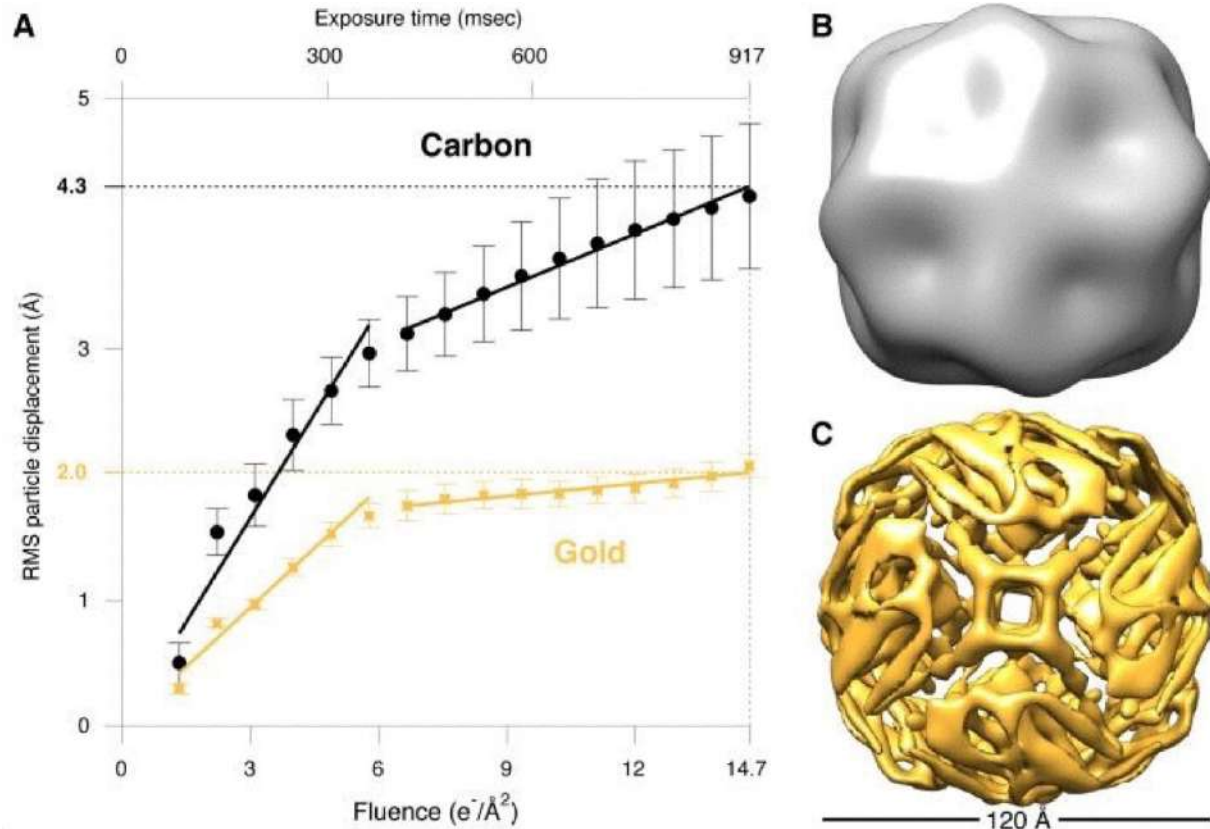 A
Exposure time (msec)
0 300 600 917
5
Carbon
4.3
3
2.0
Gold
1
0
RMS particle displacement (Å)
0 3 6 9 12 14.7
Fluence (e⁻/Å²)
B
C
120 Å